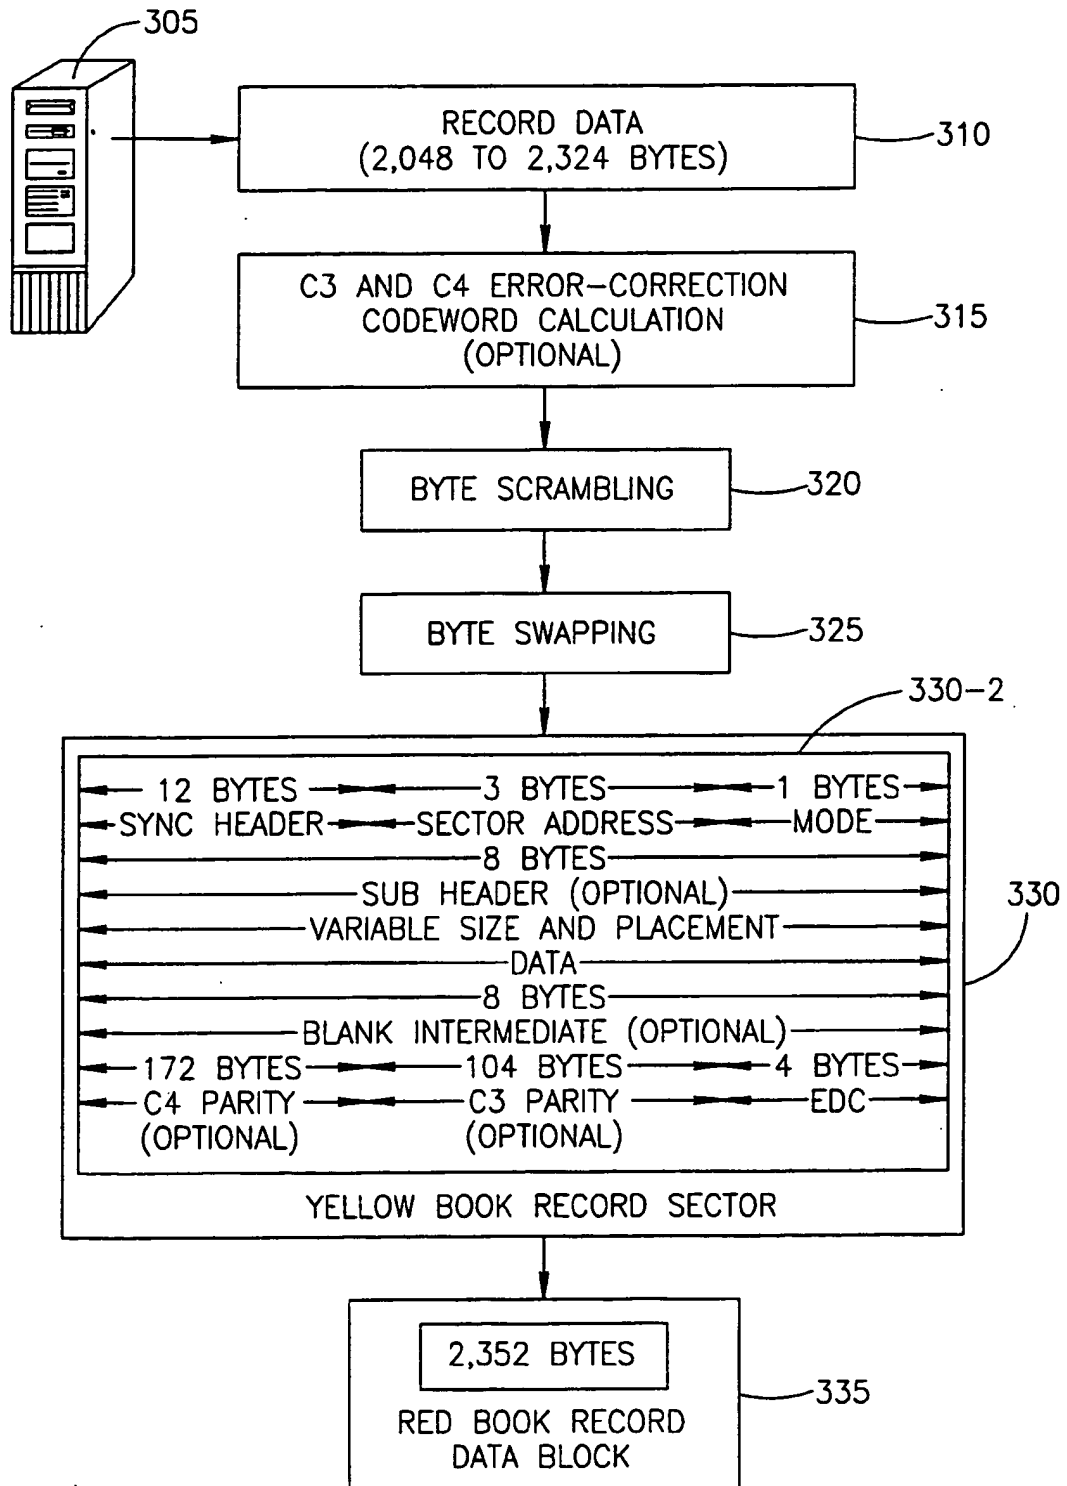 305
RECORD DATA
(2,048 TO 2,324 BYTES)
310
C3 AND C4 ERROR-CORRECTION
CODEWORD CALCULATION
(OPTIONAL)
315
BYTE SCRAMBLING
320
BYTE SWAPPING
325
330-2
12 BYTES 3 BYTES 1 BYTES
SYNC HEADER SECTOR ADDRESS MODE
8 BYTES
SUB HEADER (OPTIONAL)
330
VARIABLE SIZE AND PLACEMENT
DATA
8 BYTES
BLANK INTERMEDIATE (OPTIONAL)
172 BYTES 104 BYTES 4 BYTES
C4 PARITY C3 PARITY EDC
(OPTIONAL) (OPTIONAL)
YELLOW BOOK RECORD SECTOR
2,352 BYTES
335
RED BOOK RECORD
DATA BLOCK